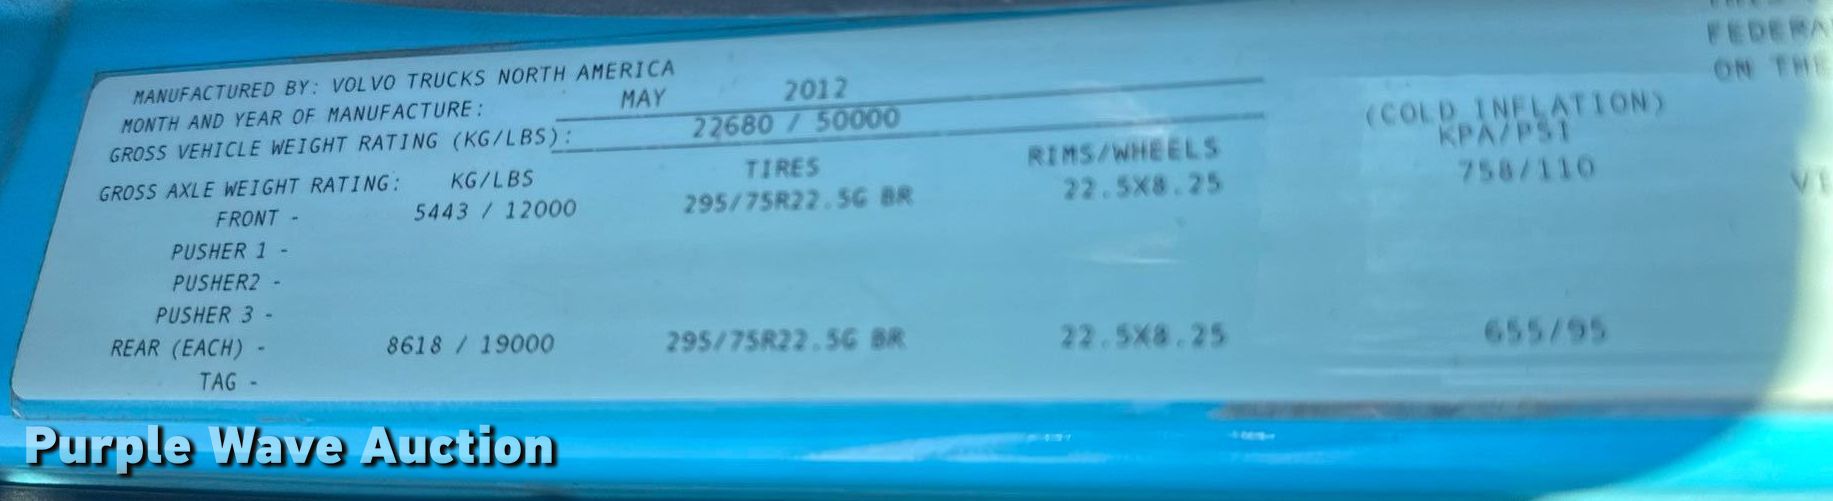 MANUFACTURED BY: VOLVO TRUCKS NORTH AMERICA
MONTH AND YEAR OF MANUFACTURE: MAY 2012
GROSS VEHICLE WEIGHT RATING (KG/LBS): 22680 / 50000
(COLD INFLATION)
GROSS AXLE WEIGHT RATING: KG/LBS TIRES RIMS/WHEELS KPA/PSI
FRONT - 5443 / 12000 295/75R22.5G BR 22.5X8.25 758/110
PUSHER 1 -
PUSHER2 -
PUSHER 3 -
REAR (EACH) - 8618 / 19000 295/75R22.5G BR 22.5X8.25 655/95
TAG -
FEDERA
ON THE
Purple Wave Auction